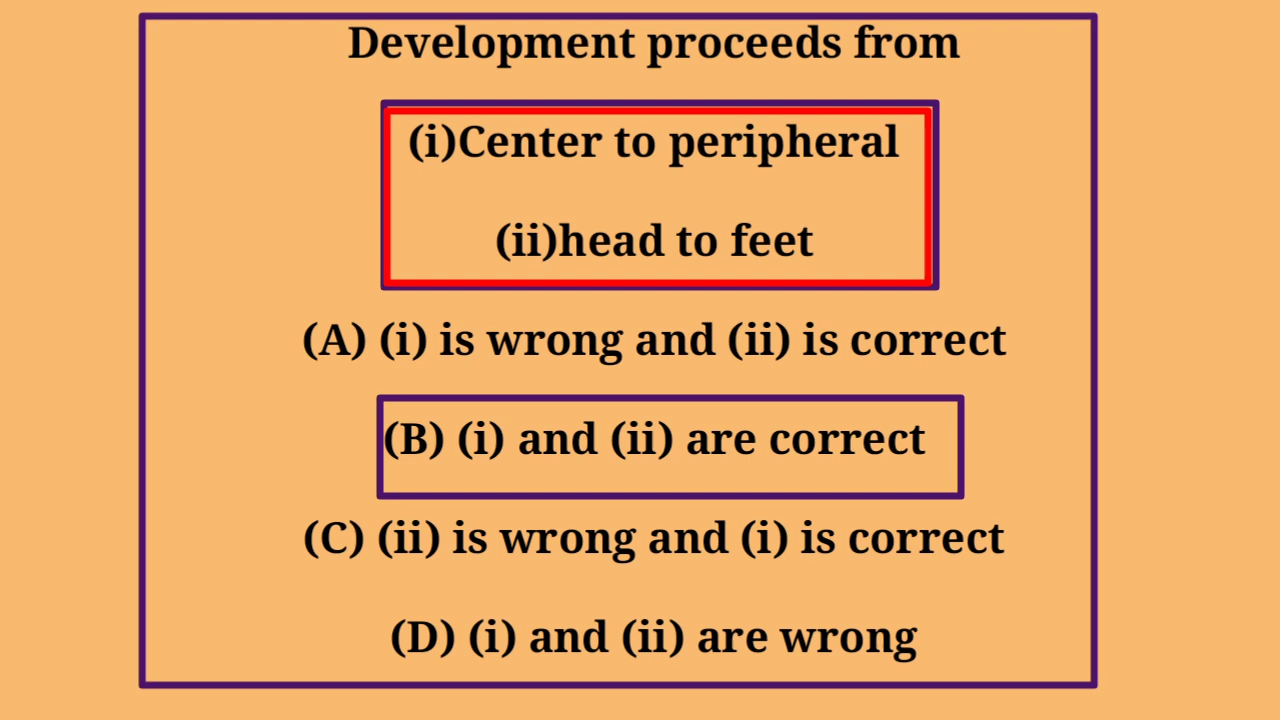 Development proceeds from
(i)Center to peripheral
(ii)head to feet
(A) (i) is wrong and (ii) is correct
(B) (i) and (ii) are correct
(C) (ii) is wrong and (i) is correct
(D) (i) and (ii) are wrong